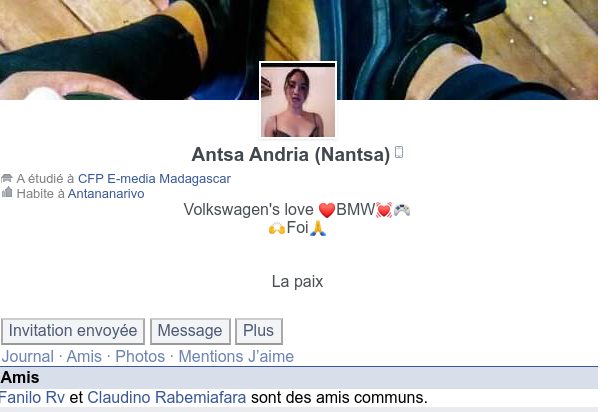 Antsa Andria (Nantsa)
A étudié à CFP E-media Madagascar
Habite à Antananarivo
Volkswagen's love ❤️BMW💓🎮
🙌Foi🙏
La paix
Invitation envoyée Message Plus
Journal · Amis · Photos · Mentions J’aime
Amis
Fanilo Rv et Claudino Rabemiafara sont des amis communs.